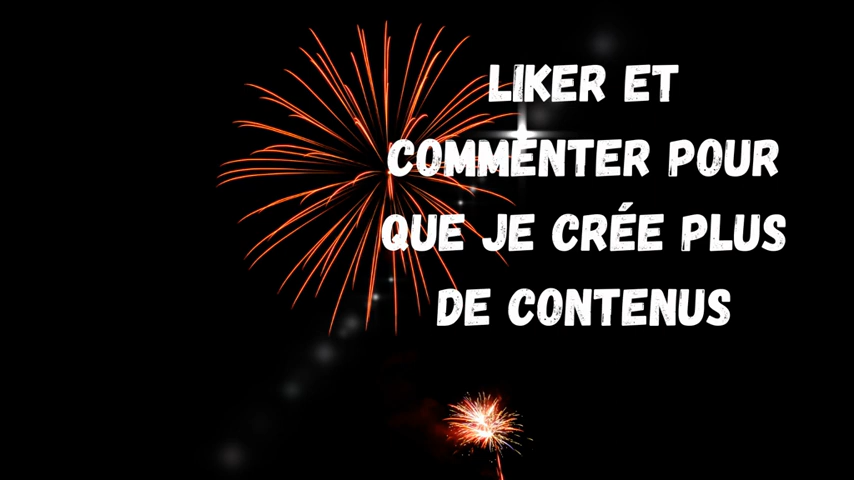 LIKER ET
COMMENTER POUR
QUE JE CRÉE PLUS
DE CONTENUS